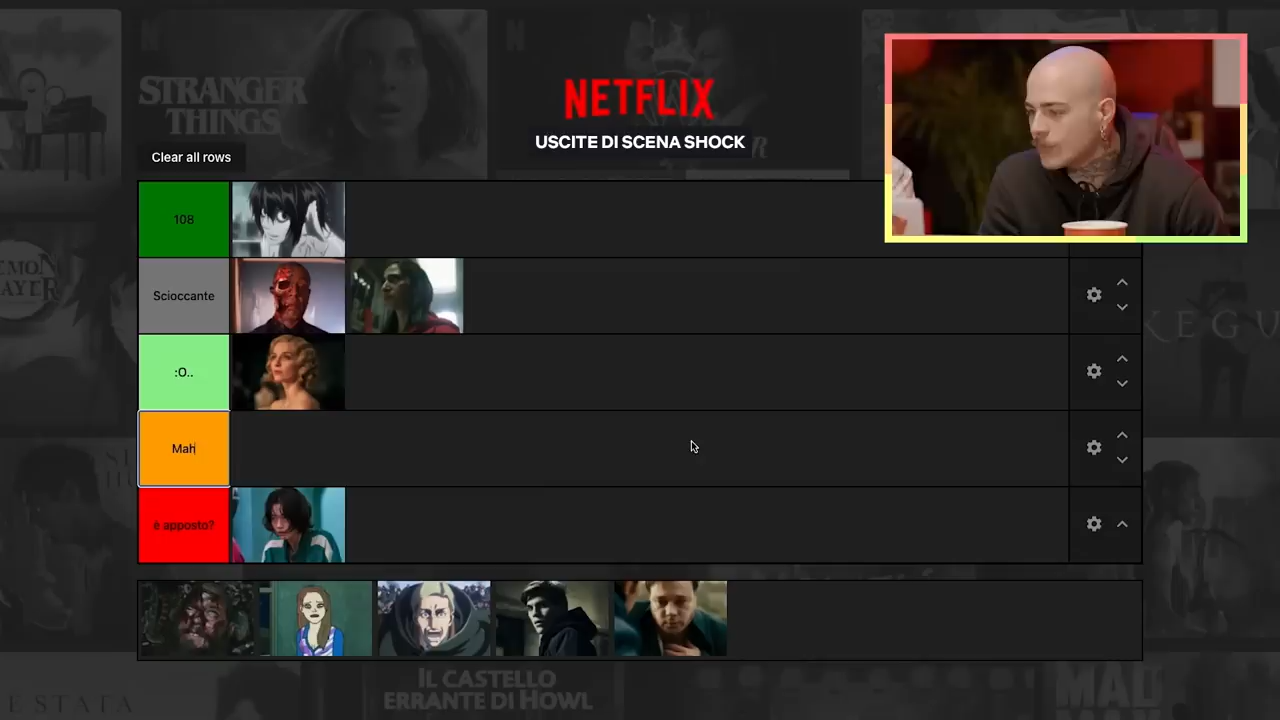 STRANGER
THINGS
NETFLIX
USCITE DI SCENA SHOCK
Clear all rows
108
Scioccante
:O..
Mah
è apposto?
IL CASTELLO
ERRANTE DI HOWL